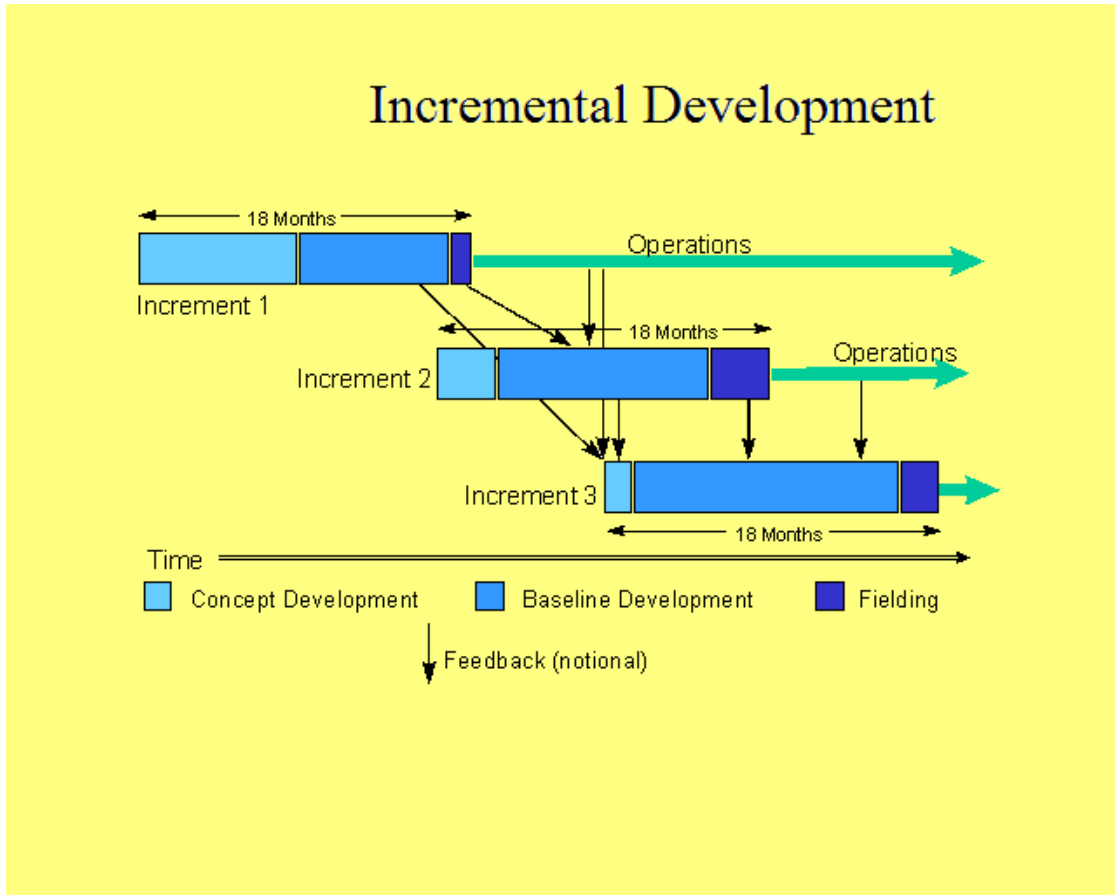 Incremental Development
18 Months
Operations
Increment 1
18 Months
Operations
Increment 2
Increment 3
18 Months
Time
Concept Development
Baseline Development
Fielding
Feedback (notional)